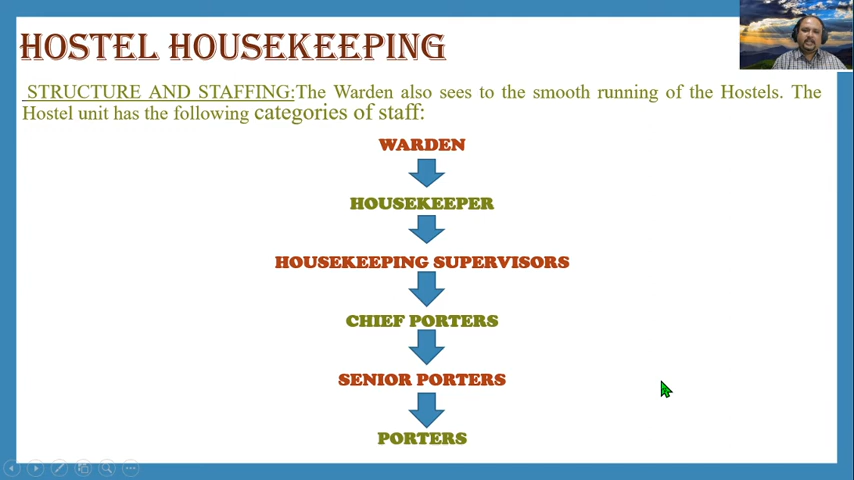 HOSTEL HOUSEKEEPING
STRUCTURE AND STAFFING:The Warden also sees to the smooth running of the Hostels. The
Hostel unit has the following categories of staff:
WARDEN
HOUSEKEEPER
HOUSEKEEPING SUPERVISORS
CHIEF PORTERS
SENIOR PORTERS
PORTERS